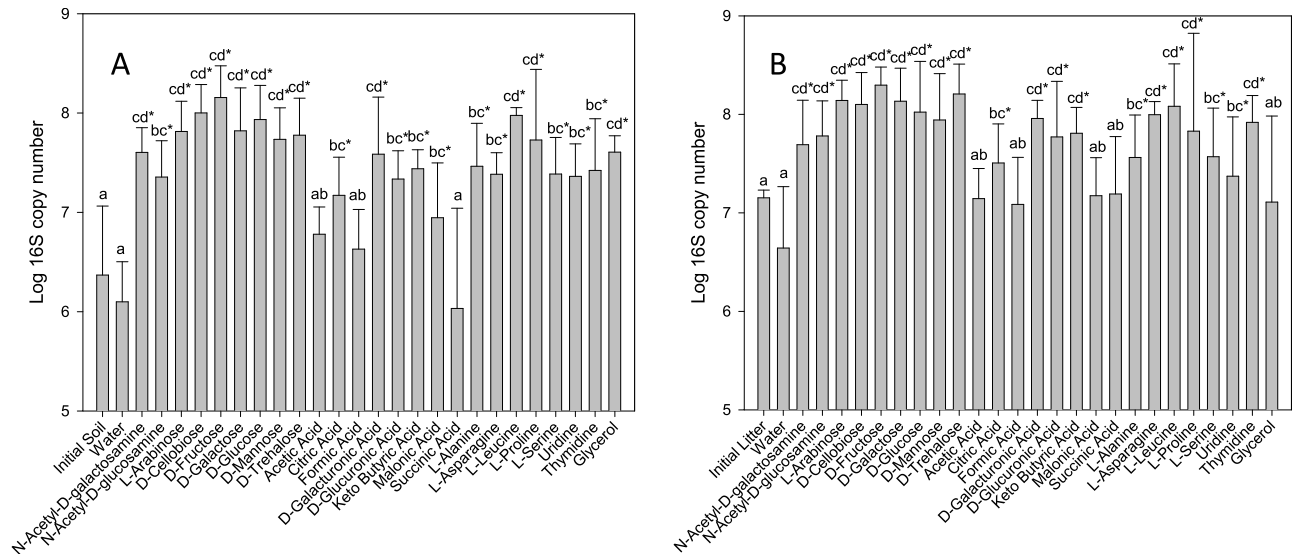 A
Log 16S copy number
9
8
7
6
5
a
a
cd*
bc*
cd*
cd*
cd*
cd*
cd*
cd*
cd*
ab
bc*
ab
cd*
bc*
bc*
bc*
a
bc*
bc*
cd*
cd*
bc*
bc*
bc*
cd*
Initial Soil
Water
N-Acetyl-D-galactosamine
N-Acetyl-D-glucosamine
L-Arabinose
D-Cellobiose
D-Fructose
D-Galactose
D-Glucose
D-Mannose
D-Trehalose
Acetic Acid
Citric Acid
Formic Acid
D-Galacturonic Acid
D-Glucuronic Acid
Keto Butyric Acid
Malonic Acid
Succinic Acid
L-Alanine
L-Asparagine
L-Leucine
L-Proline
L-Serine
Uridine
Thymidine
Glycerol
B
Log 16S copy number
9
8
7
6
5
a
a
cd*
cd*
cd*
cd*
cd*
cd*
cd*
cd*
cd*
ab
bc*
ab
cd*
cd*
cd*
ab
ab
bc*
cd*
cd*
cd*
bc*
bc*
cd*
ab
Initial Litter
Water
N-Acetyl-D-galactosamine
N-Acetyl-D-glucosamine
L-Arabinose
D-Cellobiose
D-Fructose
D-Galactose
D-Glucose
D-Mannose
D-Trehalose
Acetic Acid
Citric Acid
Formic Acid
D-Galacturonic Acid
D-Glucuronic Acid
Keto Butyric Acid
Malonic Acid
Succinic Acid
L-Alanine
L-Asparagine
L-Leucine
L-Proline
L-Serine
Uridine
Thymidine
Glycerol